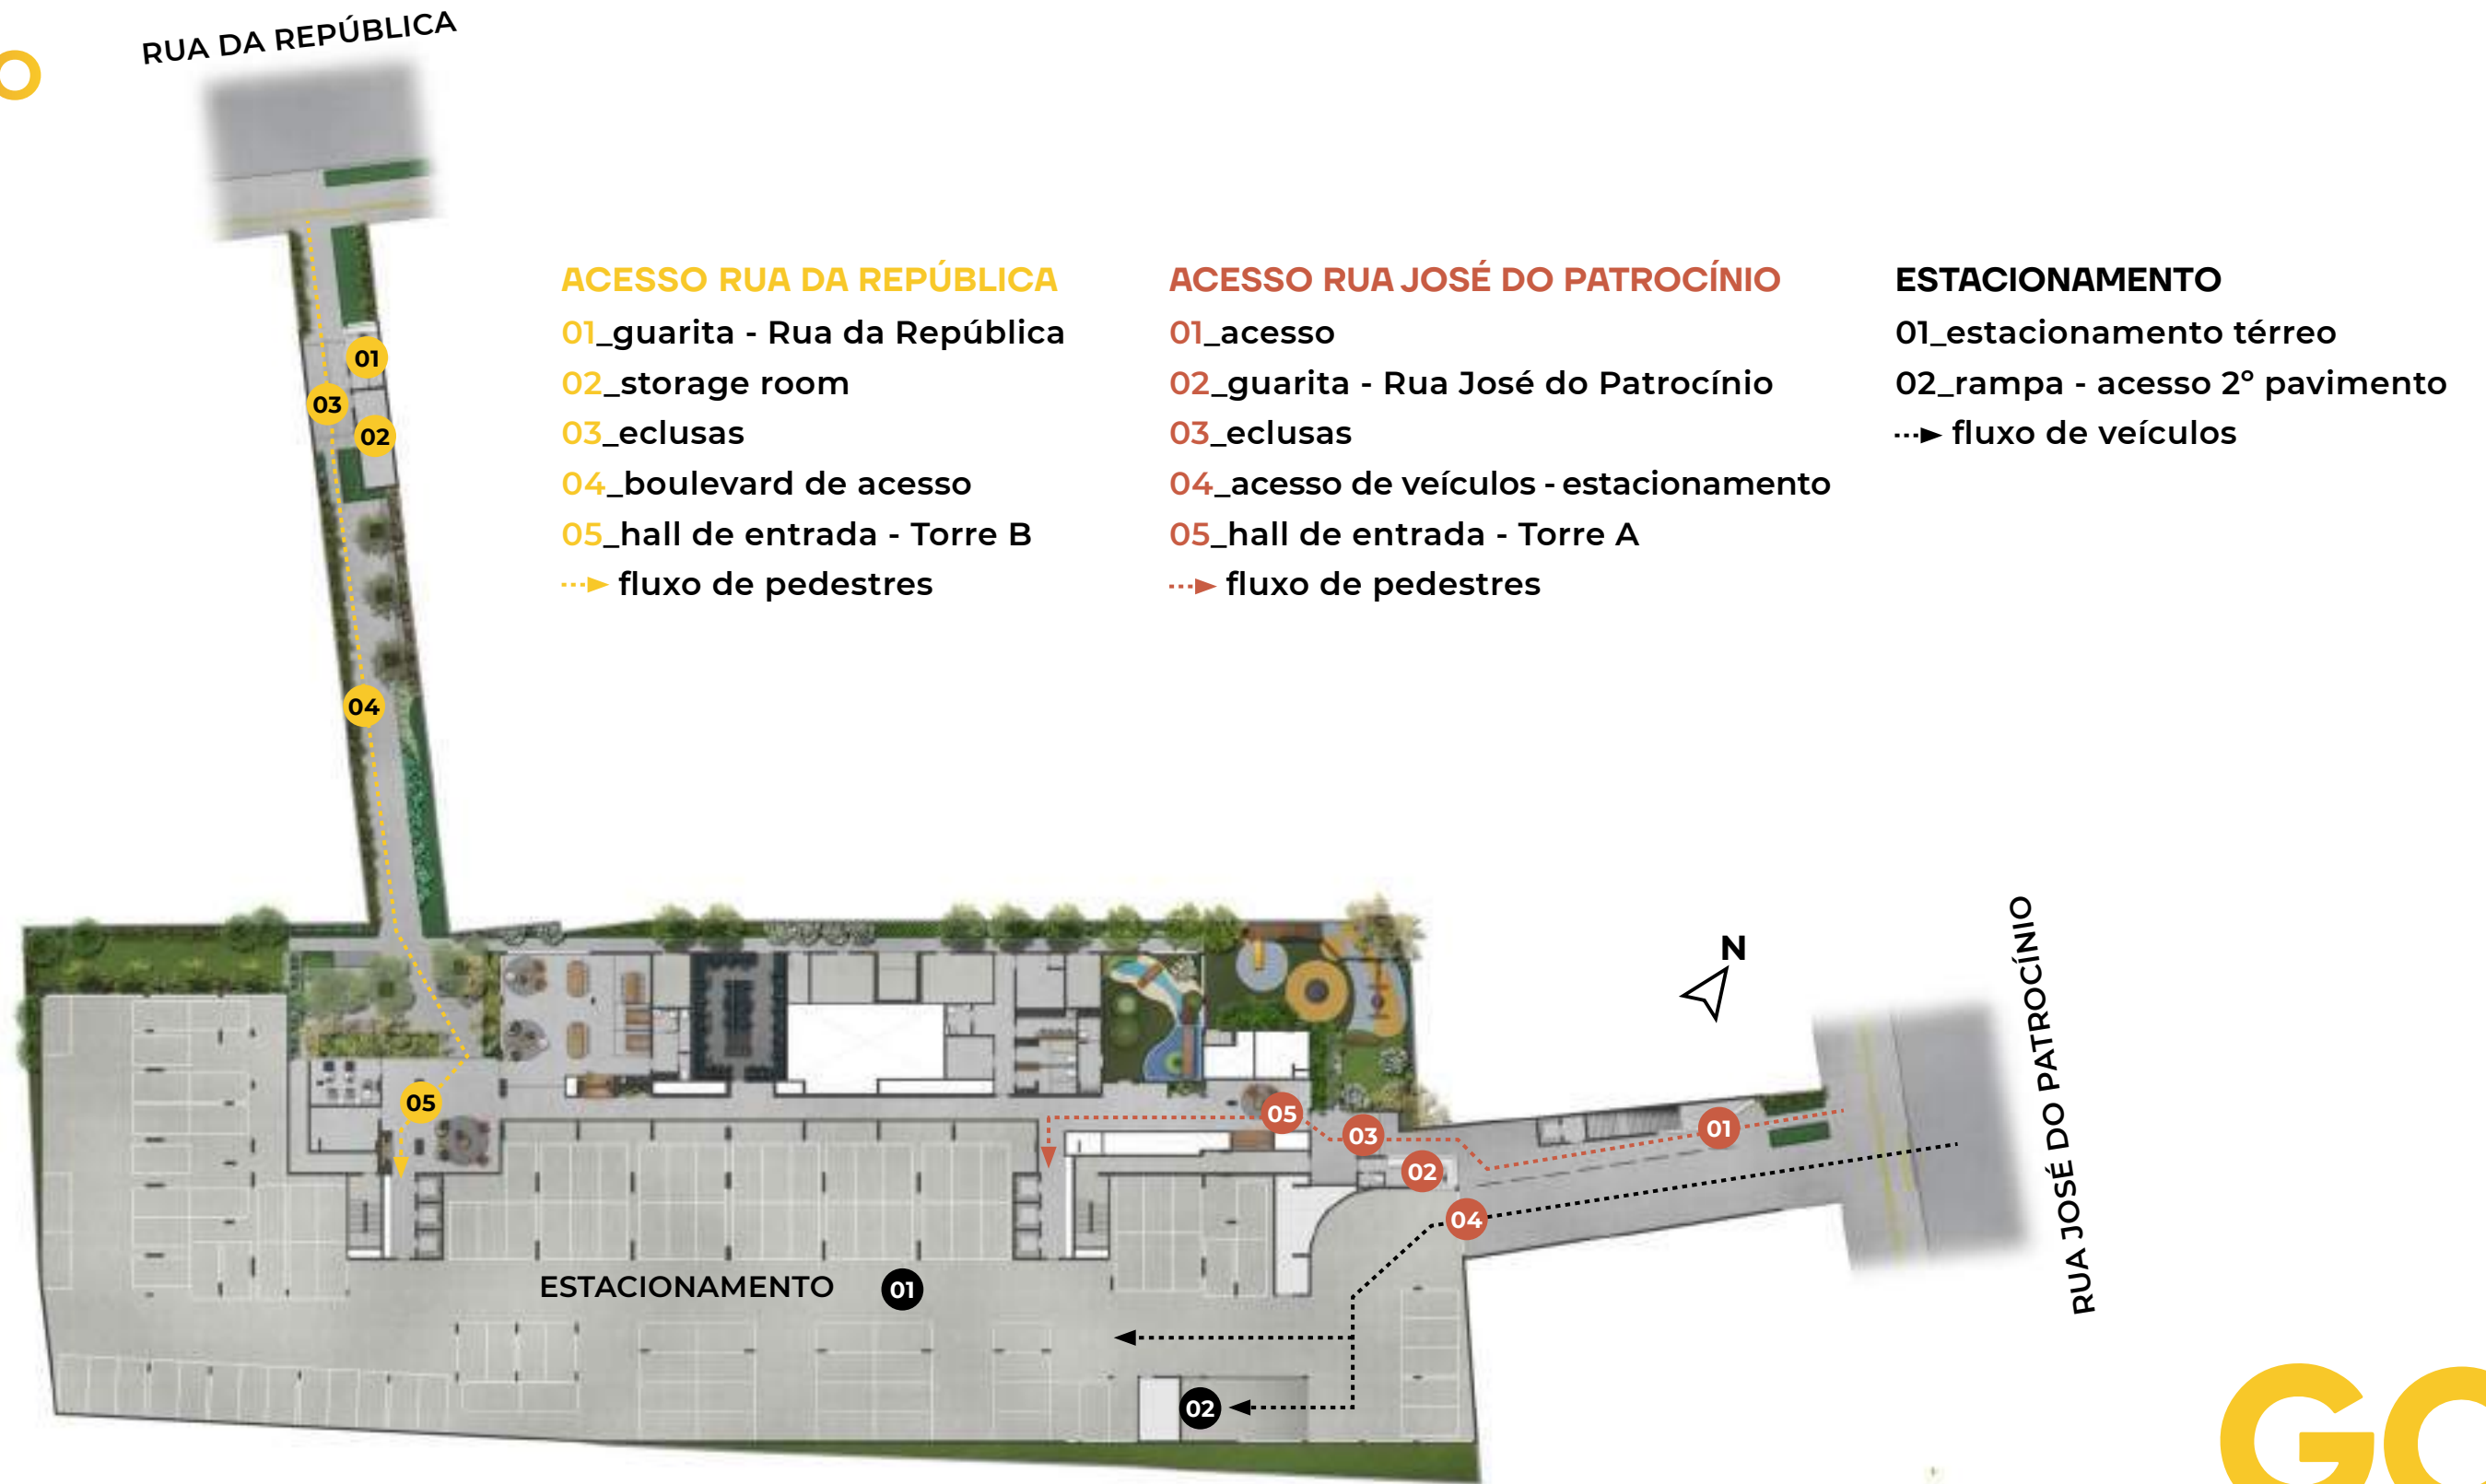 RUA DA REPÚBLICA
O
ACESSO RUA DA REPÚBLICA
01_guarita - Rua da República
02_storage room
03_eclusas
04_boulevard de acesso
05_hall de entrada - Torre B
fluxo de pedestres
ACESSO RUA JOSÉ DO PATROCÍNIO
01_acesso
02_guarita - Rua José do Patrocínio
03_eclusas
04_acesso de veículos - estacionamento
05_hall de entrada - Torre A
fluxo de pedestres
ESTACIONAMENTO
01_estacionamento térreo
02_rampa - acesso 2º pavimento
fluxo de veículos
01
03
02
04
05
N
RUA JOSÉ DO PATROCÍNIO
05
03
01
02
04
ESTACIONAMENTO 01
02
GO